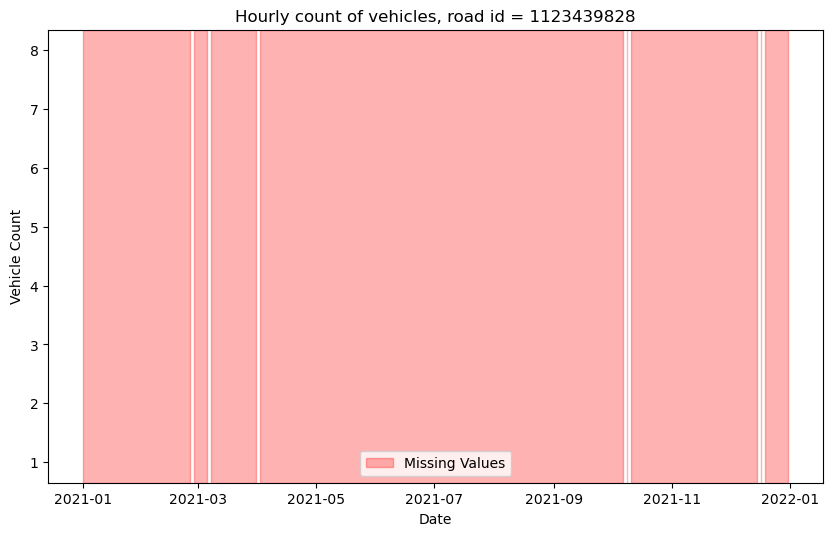 Hourly count of vehicles, road id = 1123439828
Vehicle Count
8
7
6
5
4
3
2
1
Missing Values
2021-01 2021-03 2021-05 2021-07 2021-09 2021-11 2022-01
Date